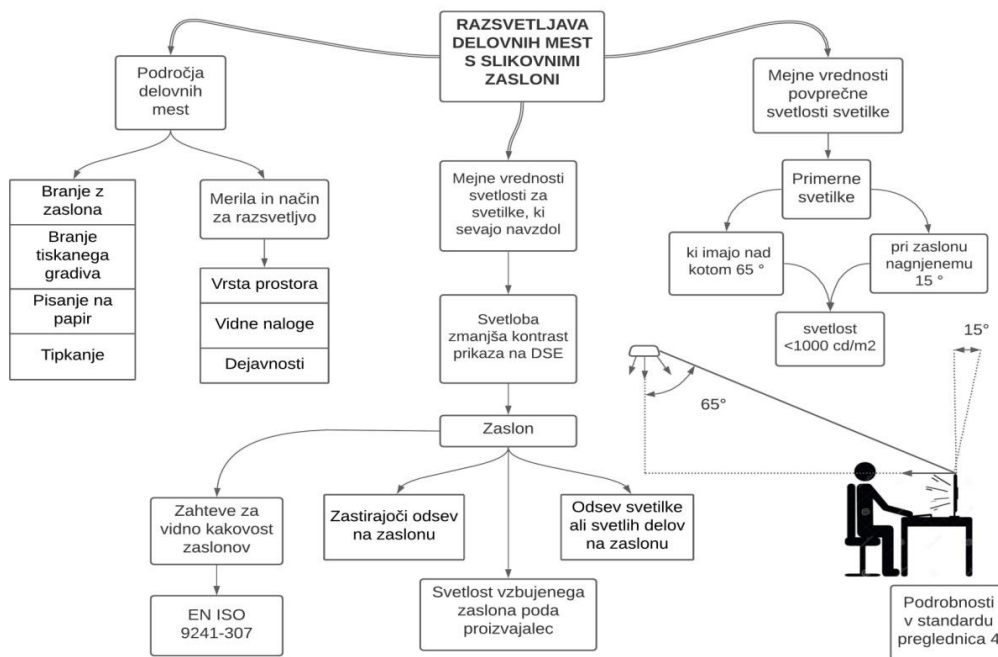 RAZSVETLJAVA
DELOVNIH MEST
S SLIKOVNIMI
ZASLONI
Področja
delovnih
mest
Branje z
zaslona
Branje
tiskanega
gradiva
Pisanje na
papir
Tipkanje
Merila in način
za razsvetljvo
Vrsta prostora
Vidne naloge
Dejavnosti
Mejne vrednosti
svetlosti za
svetilke, ki
sevajo navzdol
Svetloba
zmanjša kontrast
prikaza na DSE
Zaslon
Zahteve za
vidno kakovost
zaslonov
EN ISO
9241-307
Zastirajoči odsev
na zaslonu
Svetlost vzbujenega
zaslona poda
proizvajalec
Odsev svetilke
ali svetlih delov
na zaslonu
Mejne vrednosti
povprečne
svetlosti svetilke
Primerne
svetilke
ki imajo nad
kotom 65 °
pri zaslonu
nagnjenemu
15 °
svetlost
<1000 cd/m2
15°
65°
Podrobnosti
v standardu
preglednica 4